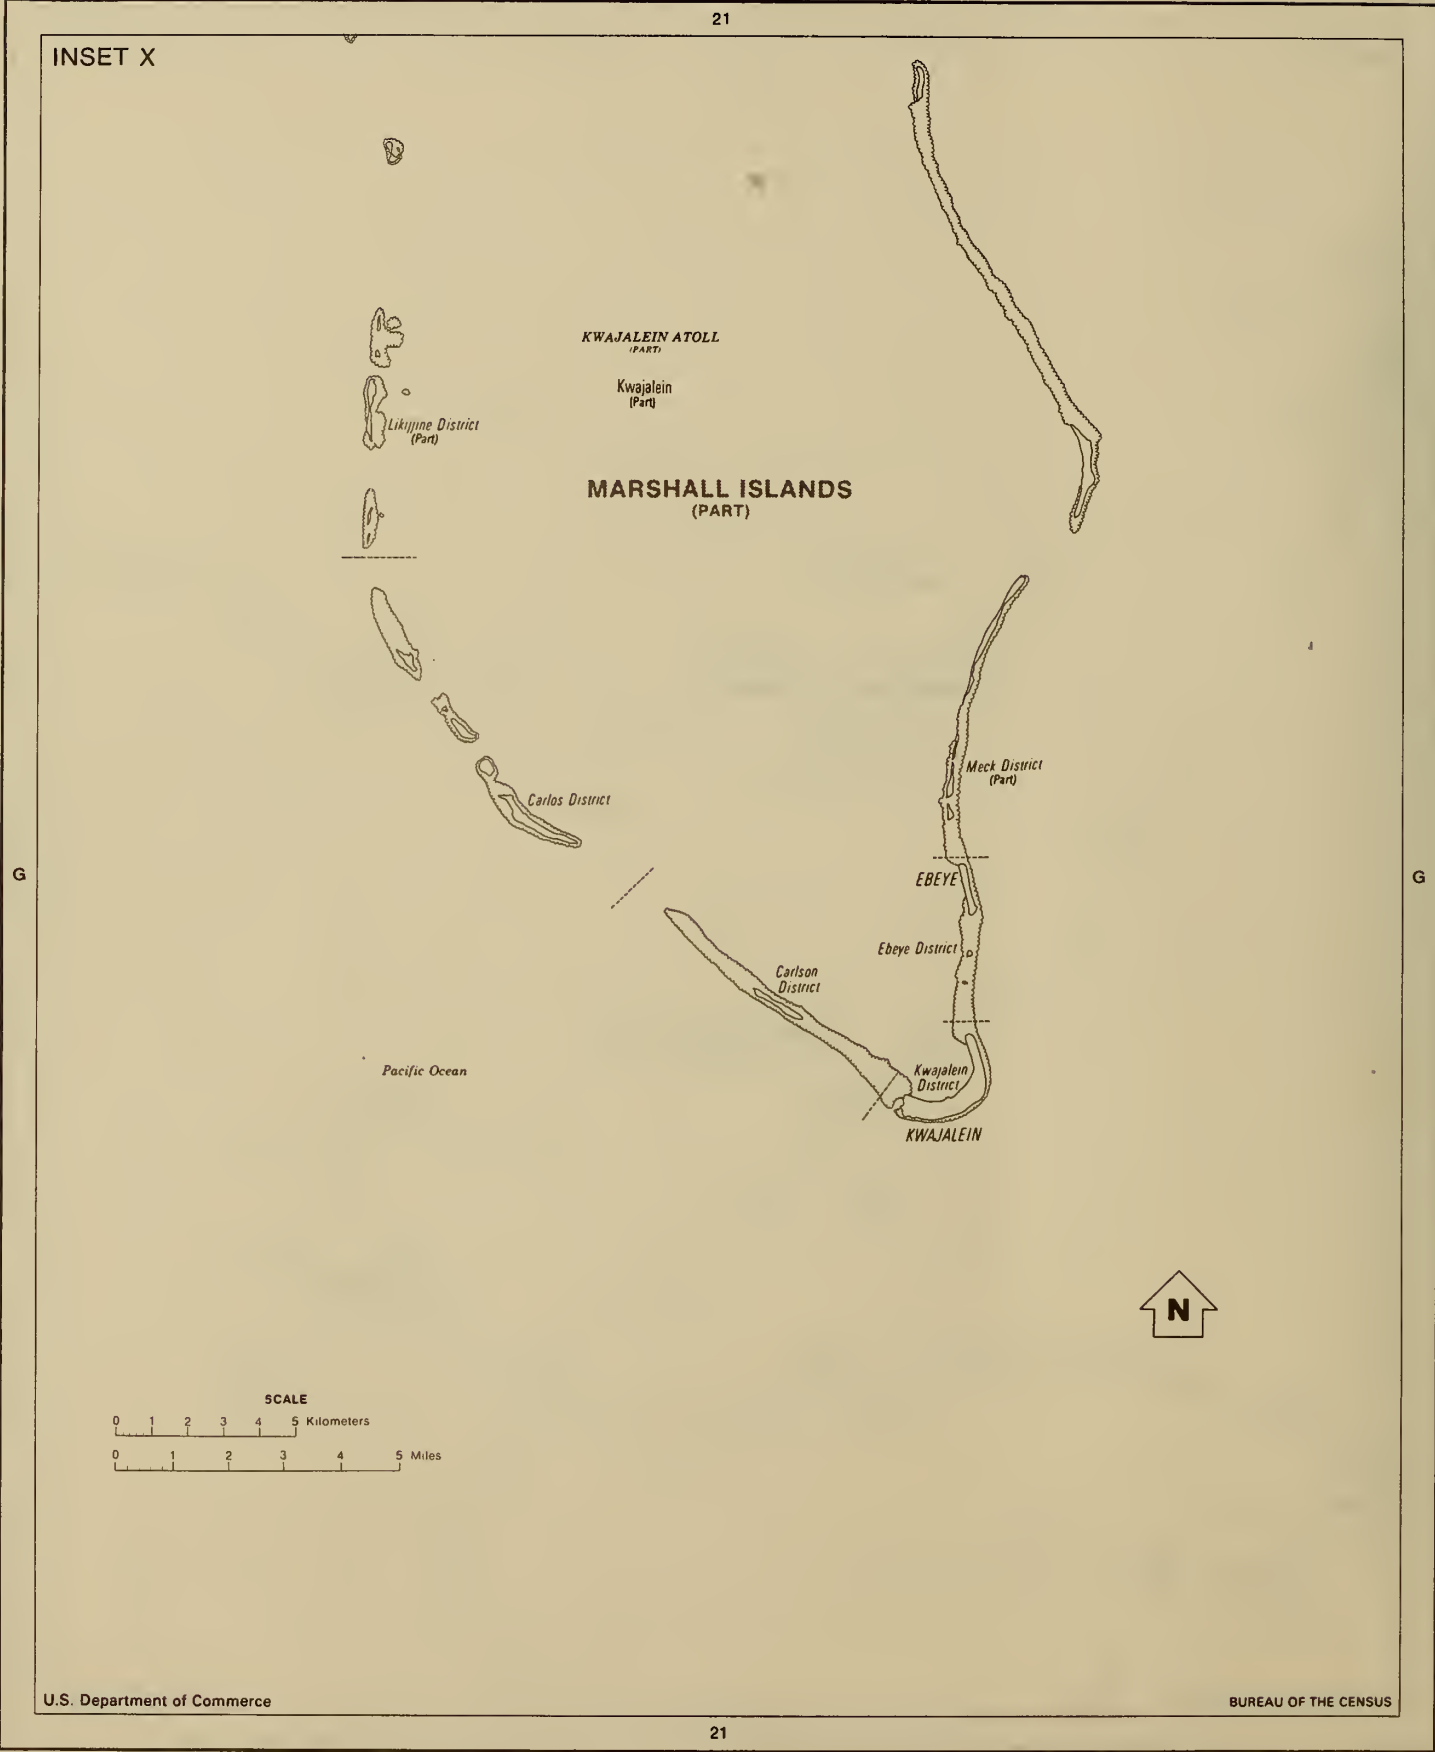 21
INSET X
KWAJALEIN ATOLL
(PART)
Kwajalein
(Part)
Likijjine District
(Part)
MARSHALL ISLANDS
(PART)
Meck District
(Part)
Carlos District
G
EBEYE
G
Ebeye District
Carlson
District
Pacific Ocean
Kwajalein
District
KWAJALEIN
N
SCALE
0 1 2 3 4 5 Kilometers
0 1 2 3 4 5 Miles
U.S. Department of Commerce
BUREAU OF THE CENSUS
21